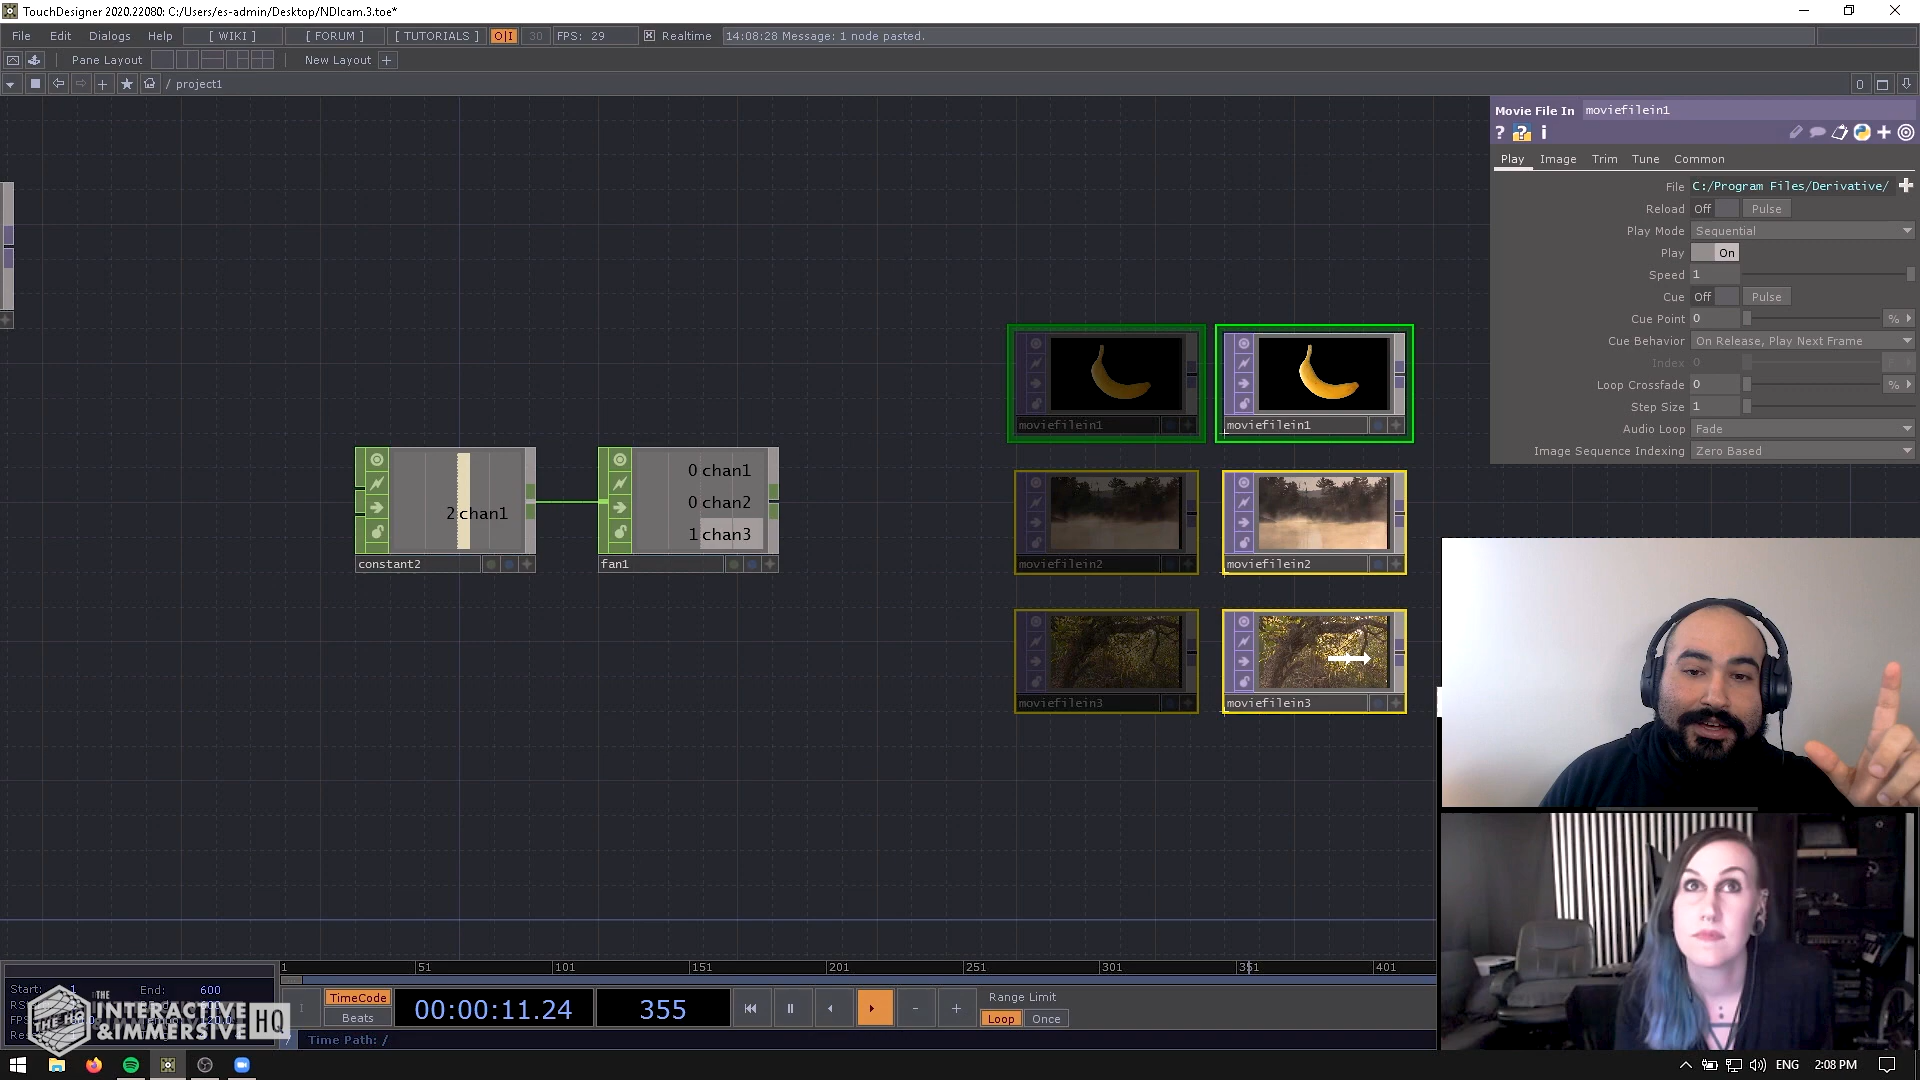 TouchDesigner 2020.22080: C:/Users/es-admin/Desktop/NDIcam.3.toe*
File Edit Dialogs Help [ WIKI ] [ FORUM ] [ TUTORIALS ] O|I 30 FPS: 29 Realtime 14:08:28 Message: 1 node pasted.
Pane Layout New Layout +
/ project1 0
Movie File In moviefilein1
? ? i
Play Image Trim Tune Common
File C:/Program Files/Derivative/
Reload Off Pulse
Play Mode Sequential
Play On
Speed 1
Cue Off Pulse
Cue Point 0 %
Cue Behavior On Release, Play Next Frame
Index 0
Loop Crossfade 0 %
Step Size 1
Audio Loop Fade
Image Sequence Indexing Zero Based
moviefilein1 moviefilein1
moviefilein2 moviefilein2
moviefilein3 moviefilein3
2 chan1
constant2
0 chan1
0 chan2
1 chan3
fan1
1 51 101 151 201 251 301 351 401
Start: 1 End: 600
TimeCode
Beats
00:00:11.24 355
Range Limit
Loop Once
THE HQ
THE
INTERACTIVE
&IMMERSIVE HQ
Time Path: /
ENG 2:08 PM